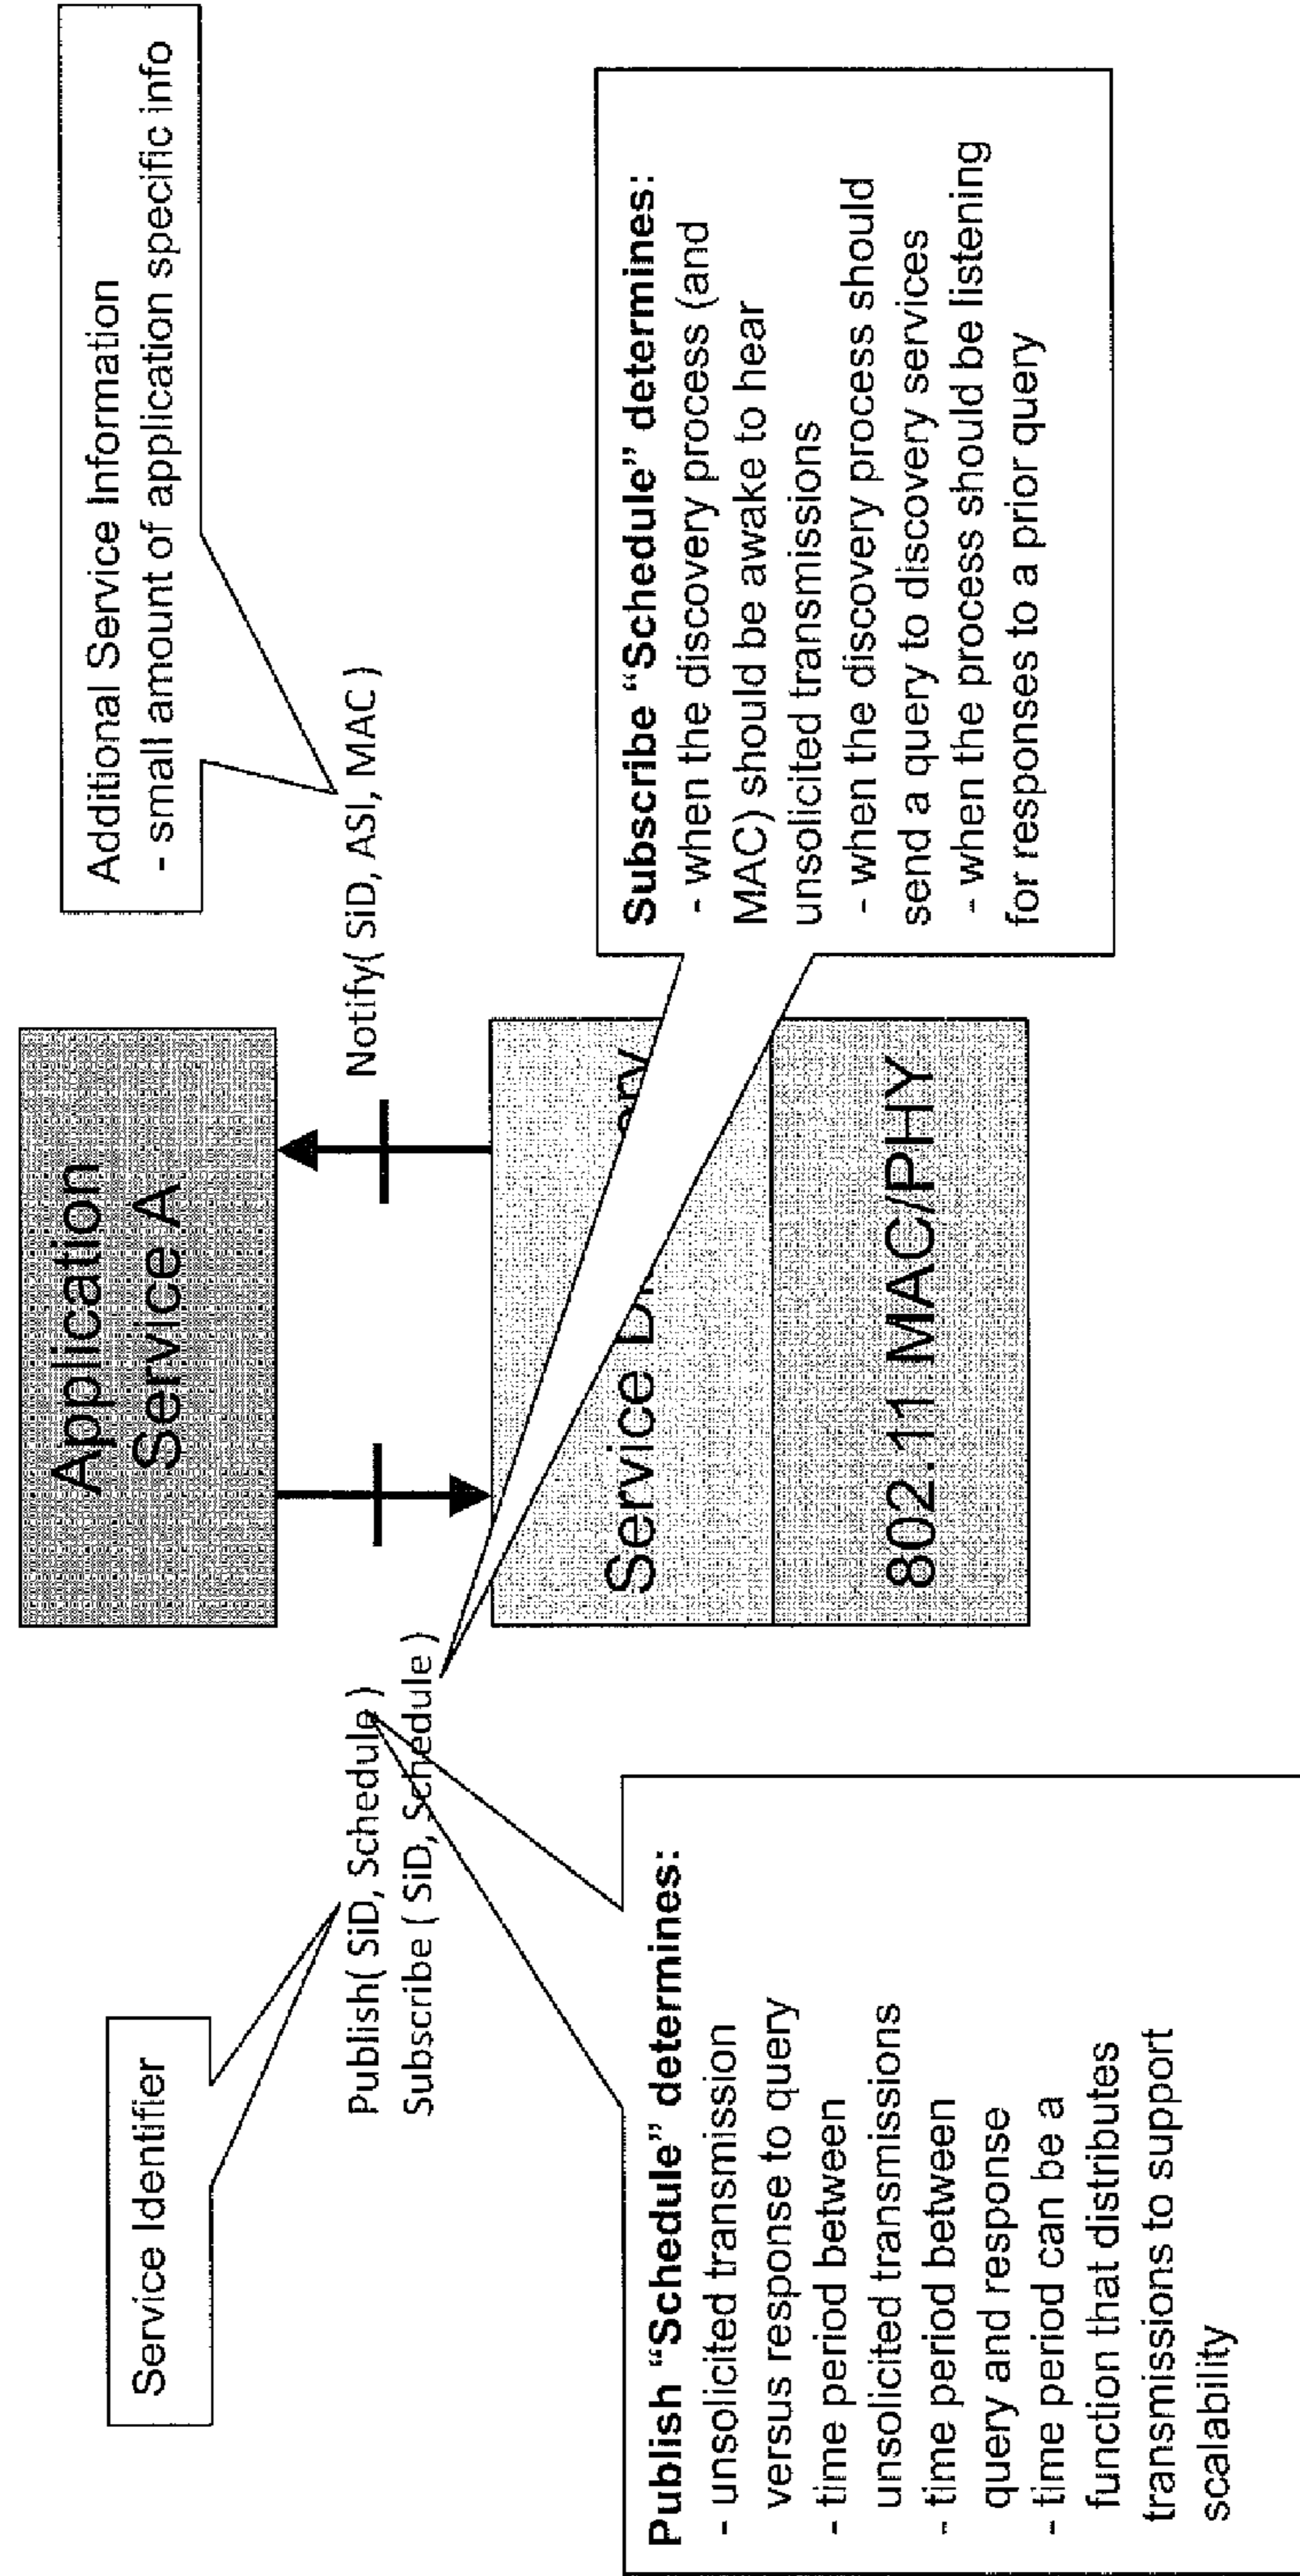 Service Identifier
Publish( SiD, Schedule )
Subscribe ( SiD, Schedule )
Publish “Schedule” determines:
- unsolicited transmission
versus response to query
- time period between
unsolicited transmissions
- time period between
query and response
- time period can be a
function that distributes
transmissions to support
scalability
Application
Service A
Service
802.11 MAC/PHY
Additional Service Information
- small amount of application specific info
Notify( SiD, ASI, MAC )
Subscribe “Schedule” determines:
- when the discovery process (and
MAC) should be awake to hear
unsolicited transmissions
- when the discovery process should
send a query to discovery services
- when the process should be listening
for responses to a prior query